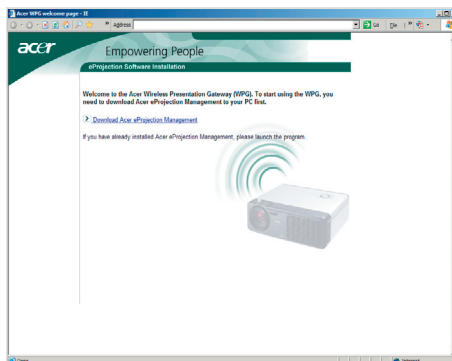 Acer WPG welcome page - IE
Address
Go
acer
Empowering People
eProjection Software Installation
Welcome to the Acer Wireless Presentation Gateway (WPG). To start using the WPG, you
need to download Acer eProjection Management to your PC first.
Download Acer eProjection Management
If you have already installed Acer eProjection Management, please launch the program.